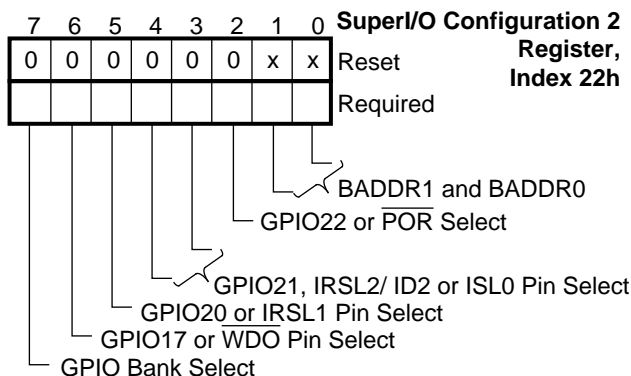 7 6 5 4 3 2 1 0
SuperI/O Configuration 2
Register,
Index 22h
0 0 0 0 0 0 x x Reset
Required
BADDR1 and BADDR0
GPIO22 or POR Select
GPIO21, IRSL2/ ID2 or ISL0 Pin Select
GPIO20 or IRSL1 Pin Select
GPIO17 or WDO Pin Select
GPIO Bank Select